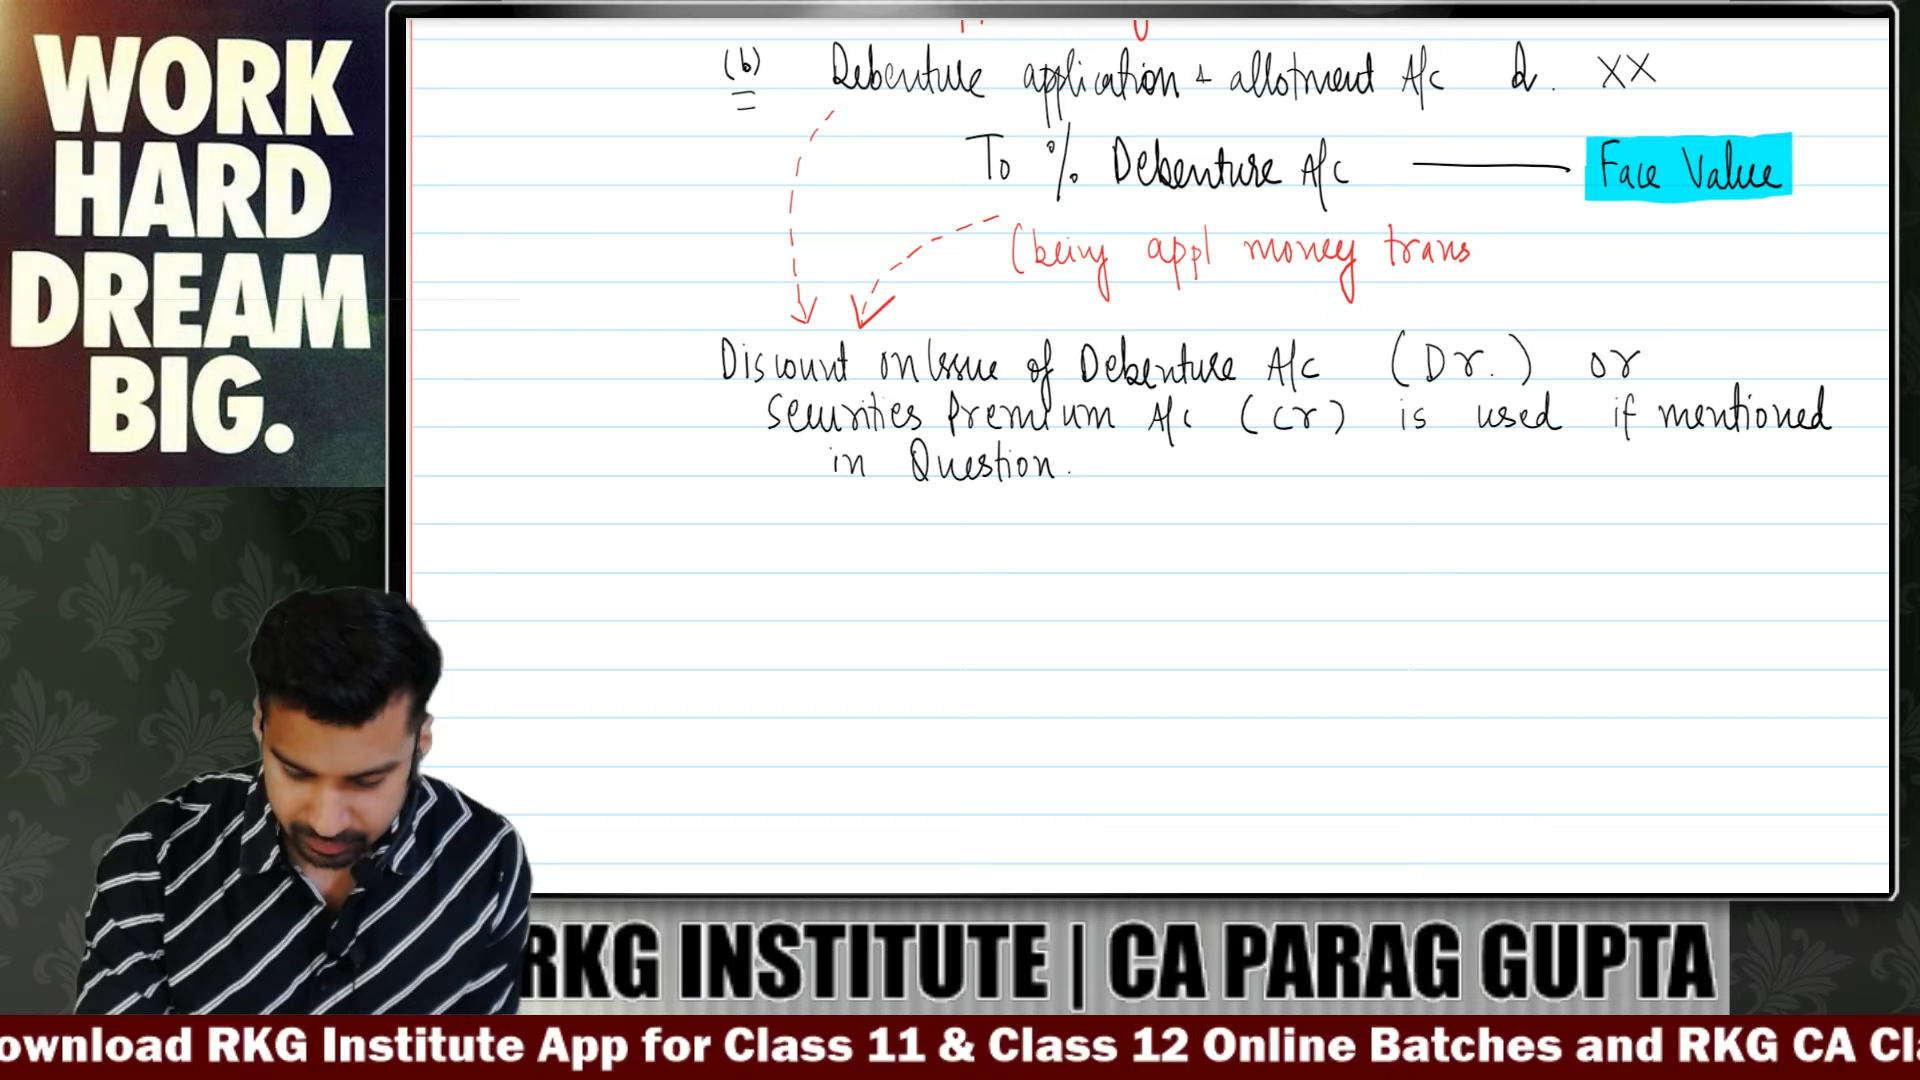 WORK
HARD
DREAM
BIG.
(b) Debenture application + allotment A/c d. XX
To % Debenture A/c — Face Value
(being appl money trans
Discount on Issue of Debenture A/c (Dr.) or
Securities Premium A/c (Cr) is used if mentioned
in Question.
RKG INSTITUTE | CA PARAG GUPTA
ownload RKG Institute App for Class 11 & Class 12 Online Batches and RKG CA Cl